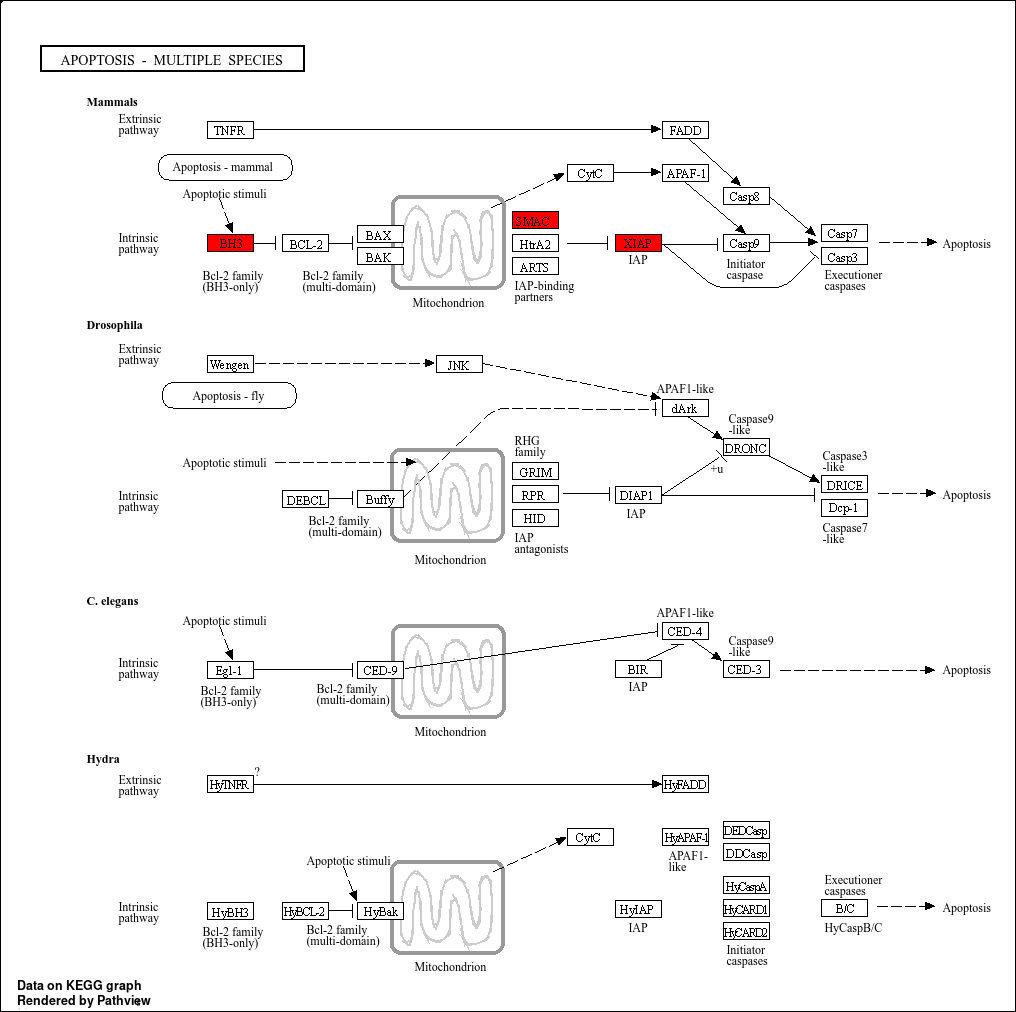 APOPTOSIS - MULTIPLE SPECIES
Mammals
Extrinsic
pathway
TNFR
FADD
Apoptosis - mammal
CytC
APAF-1
Apoptotic stimuli
Casp8
Intrinsic
pathway
BH3
BCL-2
BAX
BAK
SMAC
HtrA2
ARTS
XIAP
IAP
Casp9
Initiator
caspase
Casp7
Casp3
Executioner
caspases
Apoptosis
Bcl-2 family
(BH3-only)
Bcl-2 family
(multi-domain)
Mitochondrion
IAP-binding
partners
Drosophila
Extrinsic
pathway
Wengen
JNK
Apoptosis - fly
APAF1-like
dArk
Caspase9
-like
DRONC
+u
RHG
family
GRIM
RPR
HID
IAP
antagonists
Apoptotic stimuli
Intrinsic
pathway
DEBCL
Buffy
Bcl-2 family
(multi-domain)
Mitochondrion
DIAP1
IAP
Caspase3
-like
DRICE
Dcp-1
Caspase7
-like
Apoptosis
C. elegans
Apoptotic stimuli
APAF1-like
CED-4
Caspase9
-like
Intrinsic
pathway
Egl-1
CED-9
BIR
IAP
CED-3
Apoptosis
Bcl-2 family
(BH3-only)
Bcl-2 family
(multi-domain)
Mitochondrion
Hydra
Extrinsic
pathway
HyTNFR
?
HyFADD
CytC
HyAPAF-1
APAF1-
like
DEDCasp
DDCasp
Apoptotic stimuli
HyCaspA
HyCARD1
HyCARD2
Initiator
caspases
Intrinsic
pathway
HyBH3
HyBCL-2
HyBak
HyIAP
IAP
Executioner
caspases
B/C
HyCaspB/C
Apoptosis
Bcl-2 family
(BH3-only)
Bcl-2 family
(multi-domain)
Mitochondrion
Data on KEGG graph
Rendered by Pathview